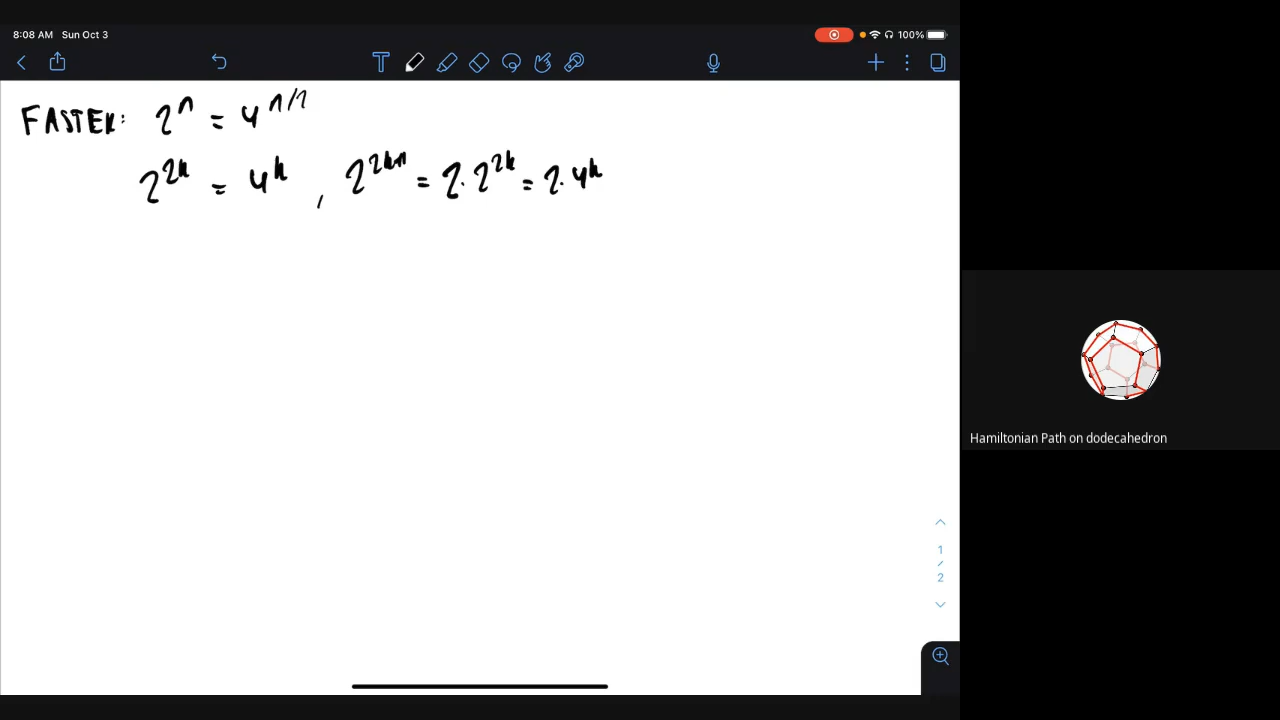 8:08 AM Sun Oct 3
100%
FASTER: 2^n = 4^{n/2}
2^{2k} = 4^k , 2^{2k+1} = 2·2^{2k} = 2·4^k
Hamiltonian Path on dodecahedron
1
/
2